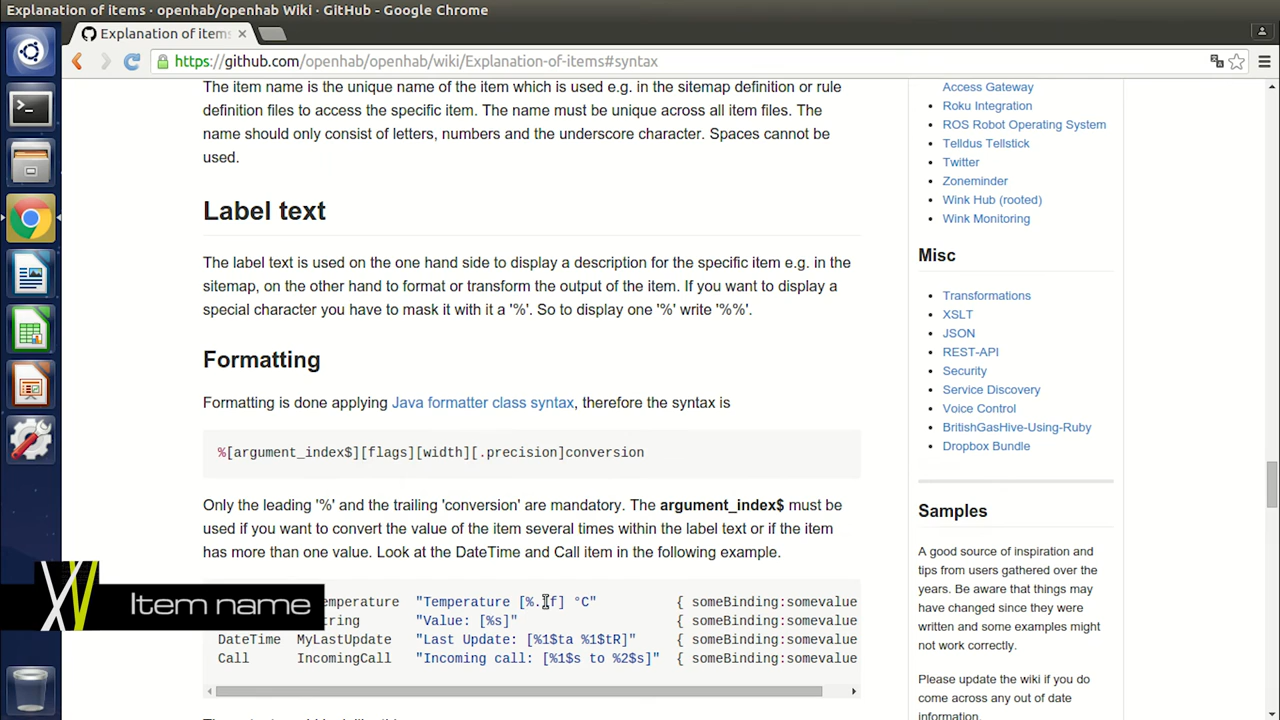 Explanation of items · openhab/openhab Wiki · GitHub - Google Chrome
Explanation of items
https://github.com/openhab/openhab/wiki/Explanation-of-items#syntax
The item name is the unique name of the item which is used e.g. in the sitemap definition or rule
definition files to access the specific item. The name must be unique across all item files. The
name should only consist of letters, numbers and the underscore character. Spaces cannot be
used.
Label text
The label text is used on the one hand side to display a description for the specific item e.g. in the
sitemap, on the other hand to format or transform the output of the item. If you want to display a
special character you have to mask it with it a '%'. So to display one '%' write '%%'.
Formatting
Formatting is done applying Java formatter class syntax, therefore the syntax is
%[argument_index$][flags][width][.precision]conversion
Only the leading '%' and the trailing 'conversion' are mandatory. The argument_index$ must be
used if you want to convert the value of the item several times within the label text or if the item
has more than one value. Look at the DateTime and Call item in the following example.
"Temperature [%. f] °C" { someBinding:somevalue
"Value: [%s]" { someBinding:somevalue
DateTime MyLastUpdate "Last Update: [%1$ta %1$tR]" { someBinding:somevalue
Call IncomingCall "Incoming call: [%1$s to %2$s]" { someBinding:somevalue
XV Item name
Access Gateway
Roku Integration
ROS Robot Operating System
Telldus Tellstick
Twitter
Zoneminder
Wink Hub (rooted)
Wink Monitoring
Misc
Transformations
XSLT
JSON
REST-API
Security
Service Discovery
Voice Control
BritishGasHive-Using-Ruby
Dropbox Bundle
Samples
A good source of inspiration and
tips from users gathered over the
years. Be aware that things may
have changed since they were
written and some examples might
not work correctly.
Please update the wiki if you do
come across any out of date
information.